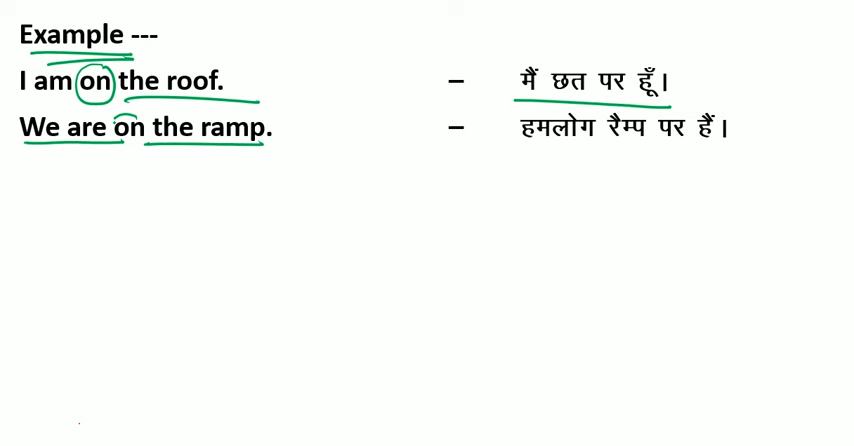 Example ---
I am on the roof. – मैं छत पर हूँ।
We are on the ramp. – हमलोग रैम्प पर हैं।